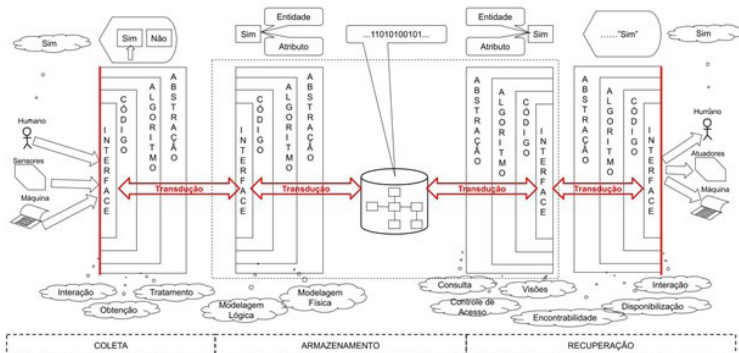 Sim
Sim
Não
Entidade
Sim
Atributo
...11010100101...
Entidade
Sim
Atributo
......"Sim"
Sim
Humano
Sensores
Máquina
INTERFACE
CÓDIGO
ALGORITMO
ABSTRAÇÃO
Transdução
INTERFACE
CÓDIGO
ALGORITMO
ABSTRAÇÃO
Transdução
Transdução
ABSTRAÇÃO
ALGORITMO
CÓDIGO
INTERFACE
Transdução
ABSTRAÇÃO
ALGORITMO
CÓDIGO
INTERFACE
Humano
Atuadores
Máquina
Interação
Obtenção
Tratamento
Modelagem
Lógica
Modelagem
Física
Consulta
Controle de
Acesso
Visões
Encontrabilidade
Disponibilização
Interação
COLETA
ARMAZENAMENTO
RECUPERAÇÃO